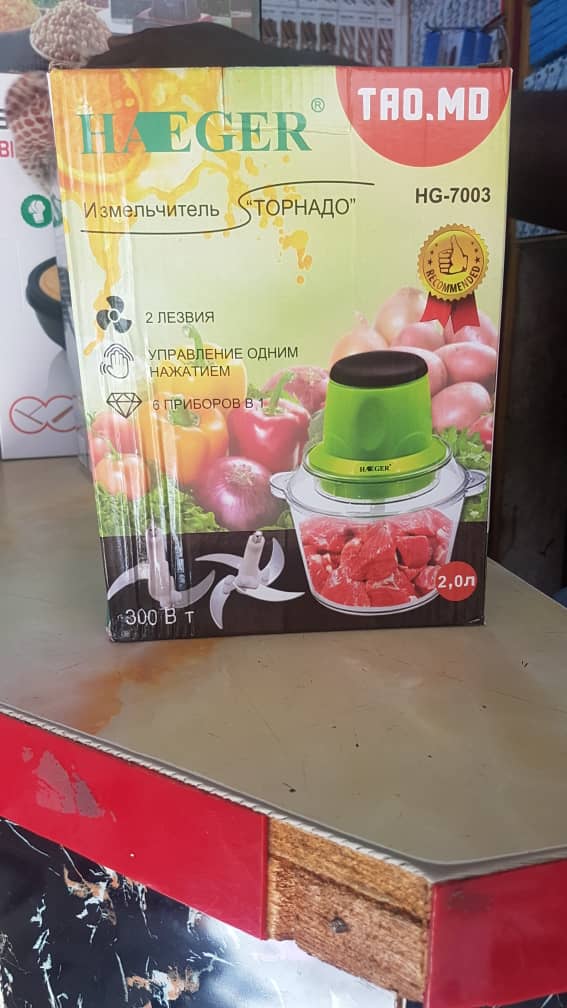 HAEGER®
TAO.MD
Измельчитель "ТОРНАДО"
HG-7003
RECOMMENDED
2 ЛЕЗВИЯ
УПРАВЛЕНИЕ ОДНИМ
НАЖАТИЕМ
6 ПРИБОРОВ В 1
HAEGER
2,0л
300 В т